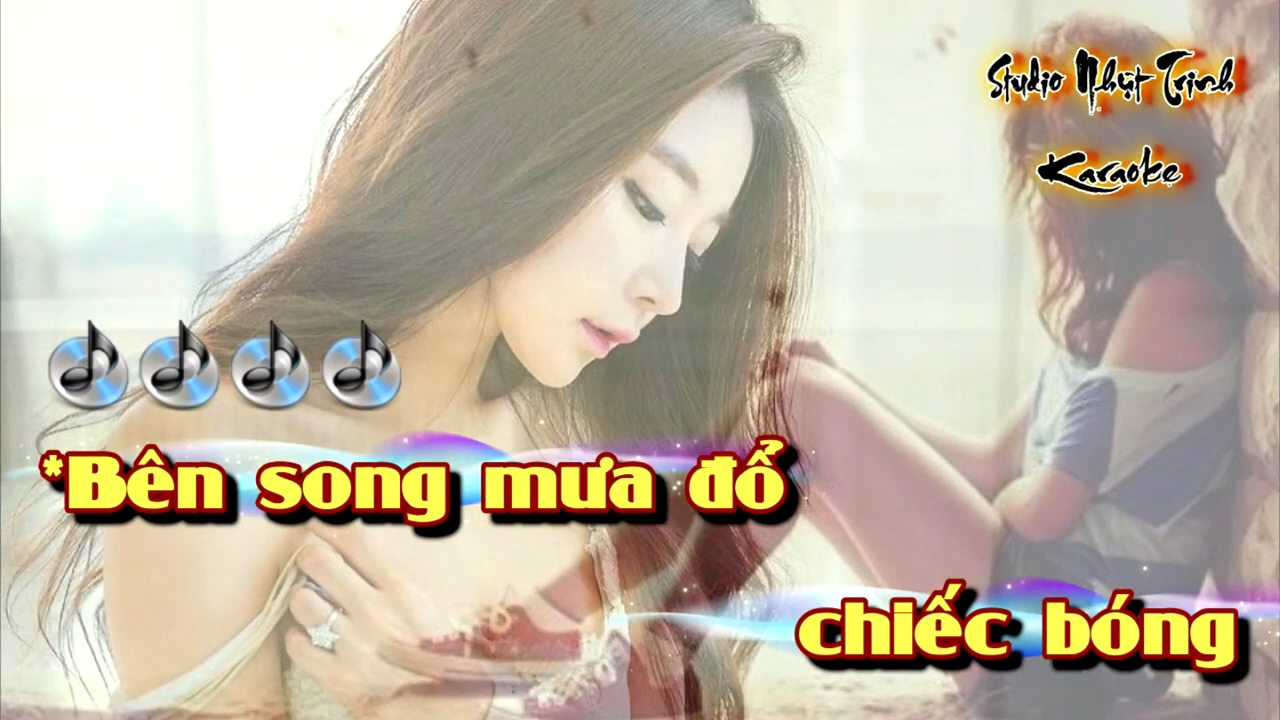 Studio Nhựt Trinh
Karaoke
*Bên song mưa đổ
chiếc bóng